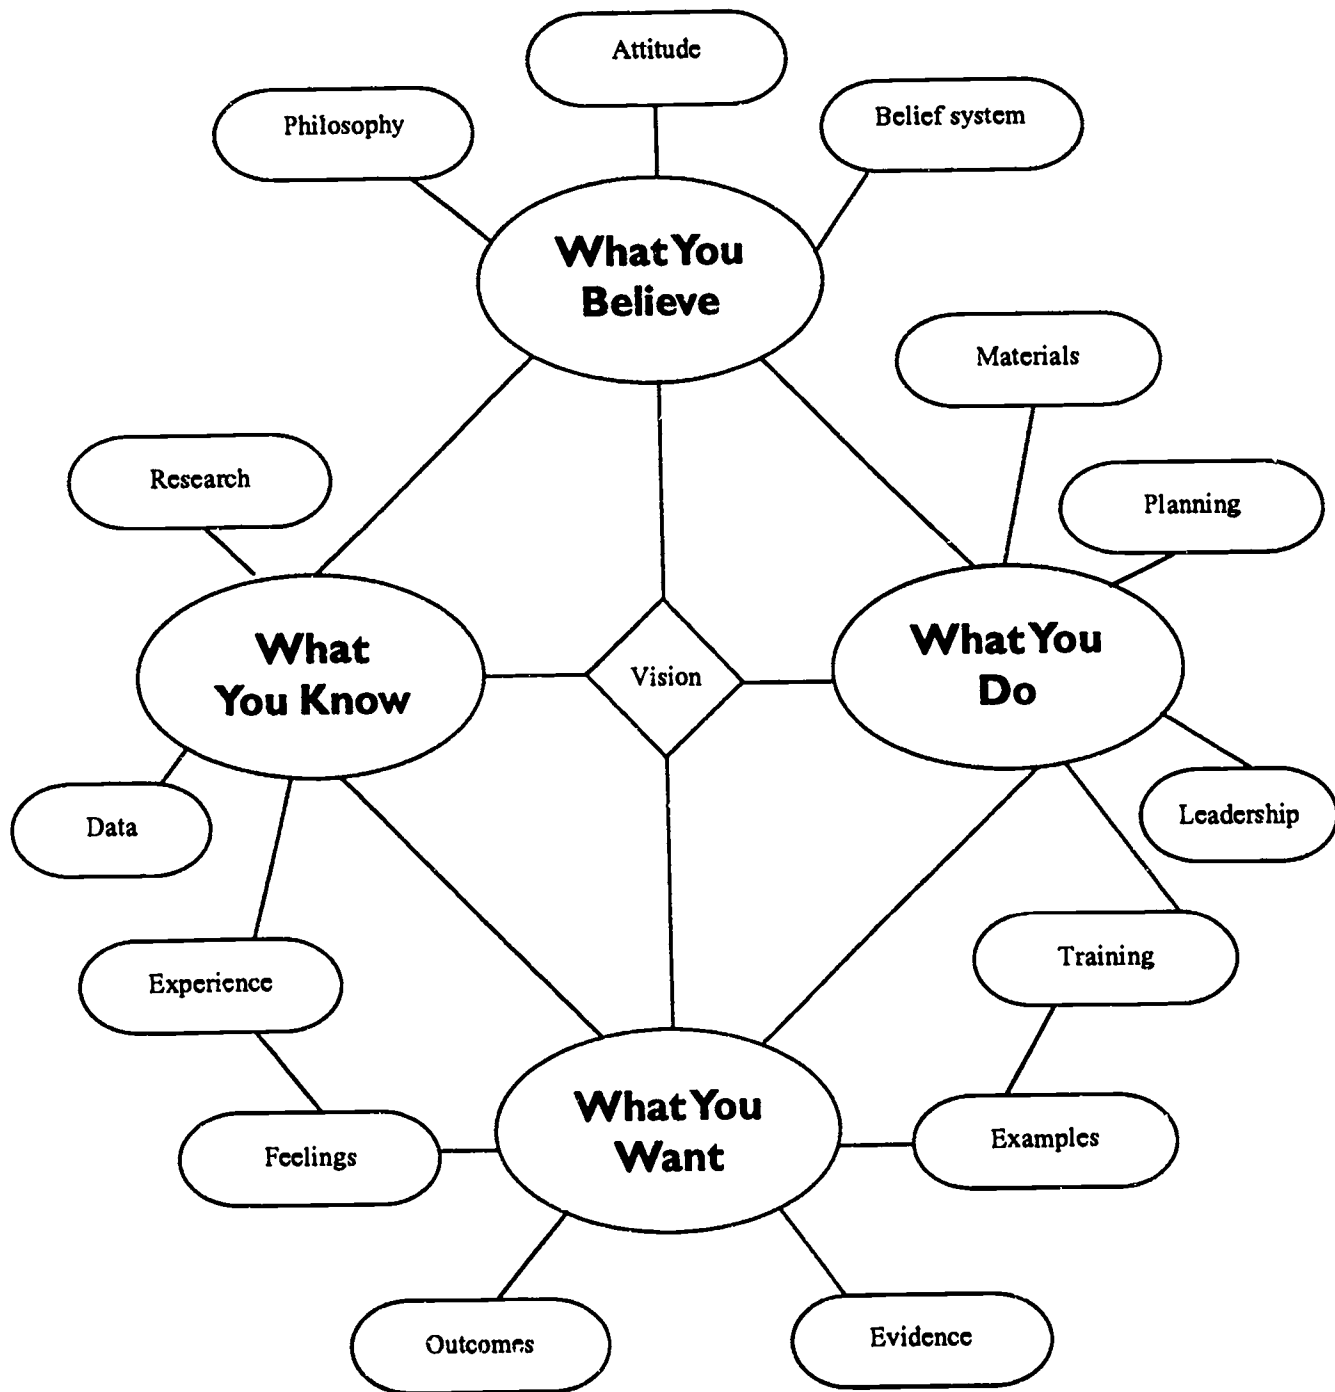 Attitude
Philosophy
Belief system
What You
Believe
Materials
Research
Planning
What
You Know
Vision
What You
Do
Data
Leadership
Experience
Training
What You
Want
Feelings
Examples
Outcomes
Evidence